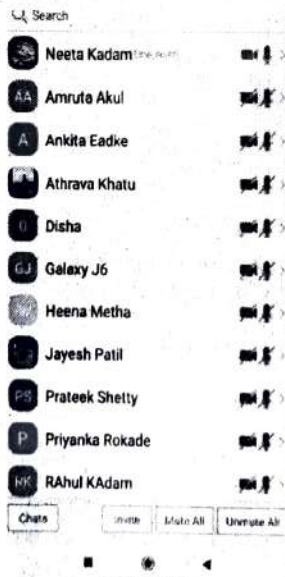 Search
Neeta Kadam
AA Amruta Akul
A Ankita Eadke
Athrava Khatu
Disha
GJ Galaxy J6
Heena Metha
Jayesh Patil
PS Prateek Shetty
P Priyanka Rokade
RK RAhul KAdam
Chats Invite Mute All Unmute All